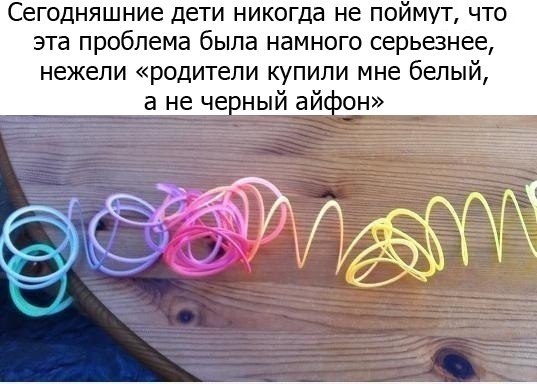 Сегодняшние дети никогда не поймут, что
эта проблема была намного серьезнее,
нежели «родители купили мне белый,
а не черный айфон»